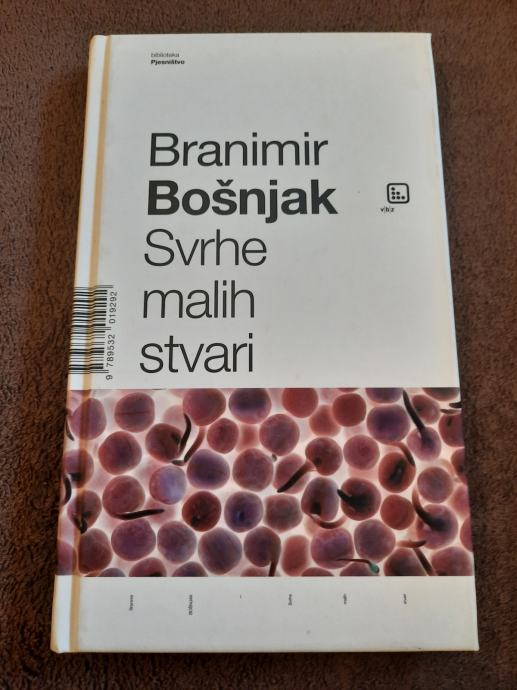 biblioteka
Pjesništvo
Branimir
Bošnjak
Svrhe
malih
stvari
v|b|z
9 789532 019292